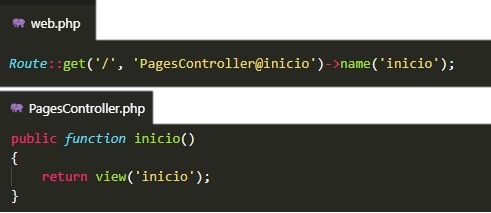 web.php
Route::get('/', 'PagesController@inicio')->name('inicio');
PagesController.php
public function inicio()
{
    return view('inicio');
}